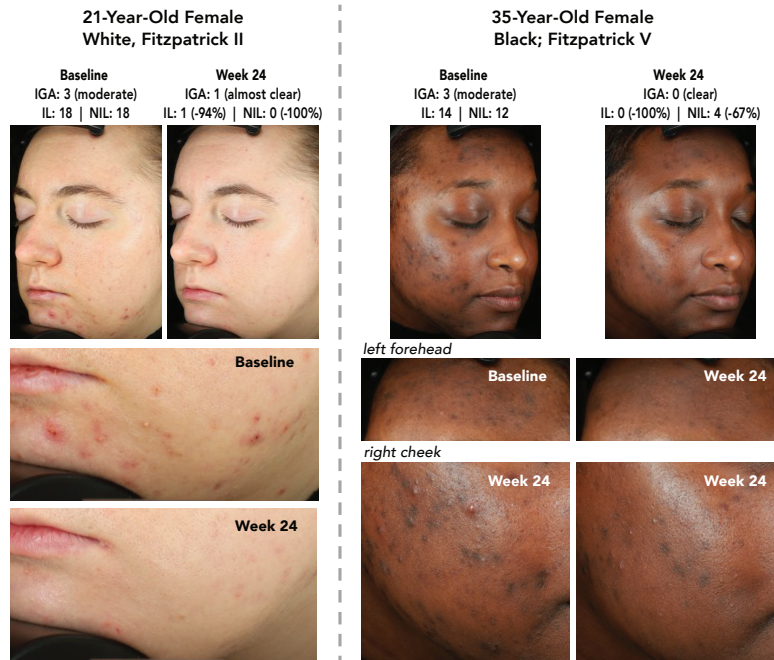 21-Year-Old Female
White, Fitzpatrick II
Baseline
IGA: 3 (moderate)
IL: 18 | NIL: 18
Week 24
IGA: 1 (almost clear)
IL: 1 (-94%) | NIL: 0 (-100%)
Baseline
Week 24
35-Year-Old Female
Black; Fitzpatrick V
Baseline
IGA: 3 (moderate)
IL: 14 | NIL: 12
Week 24
IGA: 0 (clear)
IL: 0 (-100%) | NIL: 4 (-67%)
left forehead
Baseline
Week 24
right cheek
Week 24
Week 24